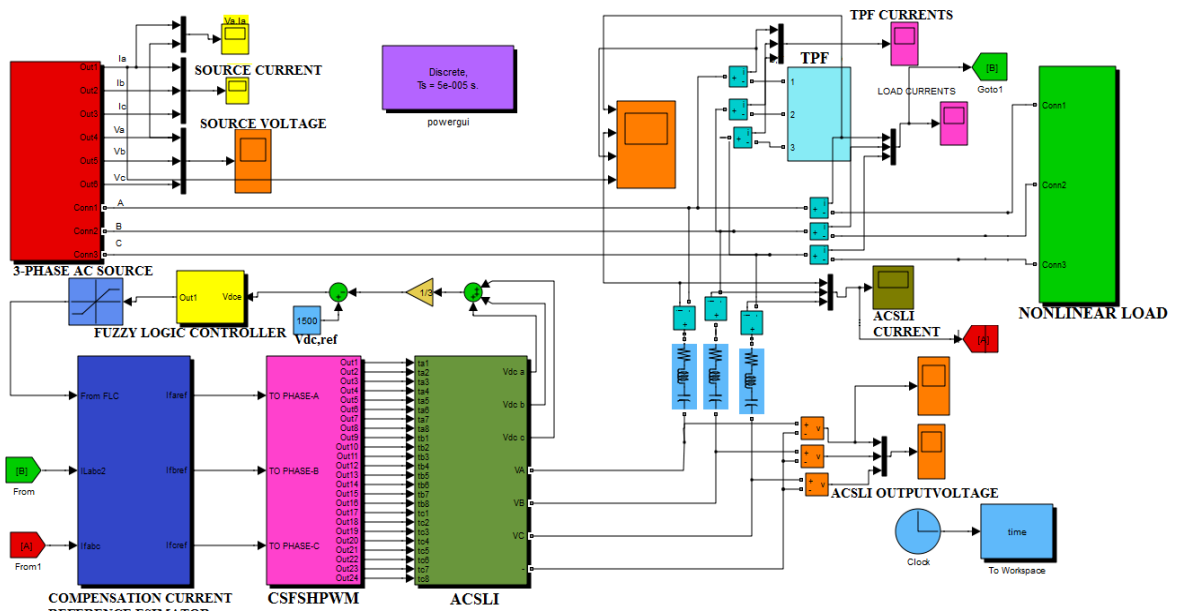 Va,Ia
SOURCE CURRENT
SOURCE VOLTAGE
Ia
Ib
Ic
Va
Vb
Vc
A
B
C
Out1
Out2
Out3
Out4
Out5
Out6
Conn1
Conn2
Conn3
3-PHASE AC SOURCE
Discrete,
Ts = 5e-005 s.
powergui
TPF CURRENTS
TPF
1
2
3
[B]
Goto1
LOAD CURRENTS
Conn1
Conn2
Conn3
NONLINEAR LOAD
ACSLI
CURRENT
[A]
Out1
Vdce
FUZZY LOGIC CONTROLLER
1500
Vdc,ref
1/3
From FLC
ILabc2
Ifabc
Ifaref
Ifbref
Ifcref
[B]
From
[A]
From1
COMPENSATION CURRENT
REFERENCE ESIMATOR
TO PHASE-A
TO PHASE-B
TO PHASE-C
Out1
Out2
Out3
Out4
Out5
Out6
Out7
Out8
Out9
Out10
Out11
Out12
Out13
Out14
Out15
Out16
Out17
Out18
Out19
Out20
Out21
Out22
Out23
Out24
CSFSHPWM
ta1
ta2
ta3
ta4
ta5
ta6
ta7
ta8
tb1
tb2
tb3
tb4
tb5
tb6
tb7
tb8
tc1
tc2
tc3
tc4
tc5
tc6
tc7
tc8
Vdc a
Vdc b
Vdc c
VA
VB
VC
-
ACSLI
ACSLI OUTPUTVOLTAGE
Clock
time
To Workspace